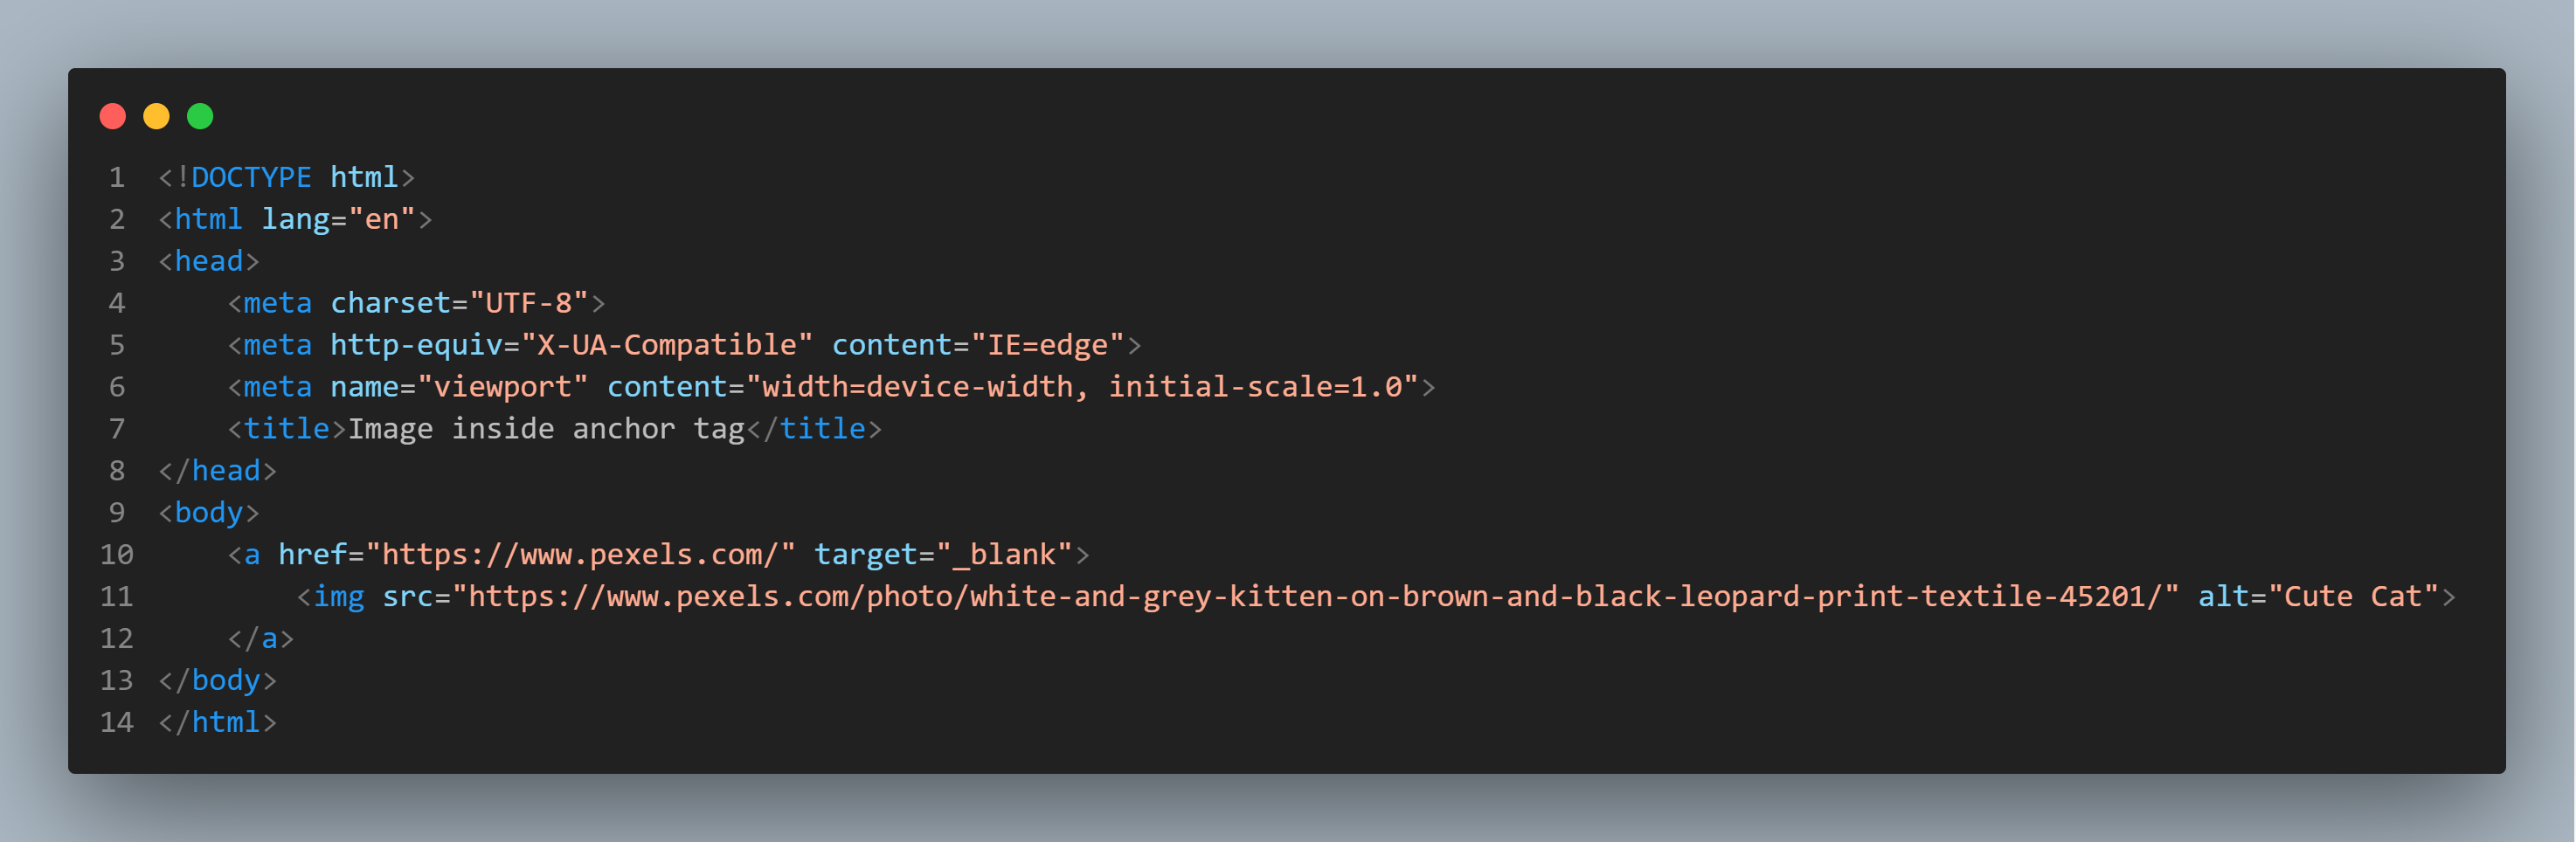 1 <!DOCTYPE html>
2 <html lang="en">
3 <head>
4     <meta charset="UTF-8">
5     <meta http-equiv="X-UA-Compatible" content="IE=edge">
6     <meta name="viewport" content="width=device-width, initial-scale=1.0">
7     <title>Image inside anchor tag</title>
8 </head>
9 <body>
10     <a href="https://www.pexels.com/" target="_blank">
11         <img src="https://www.pexels.com/photo/white-and-grey-kitten-on-brown-and-black-leopard-print-textile-45201/" alt="Cute Cat">
12     </a>
13 </body>
14 </html>